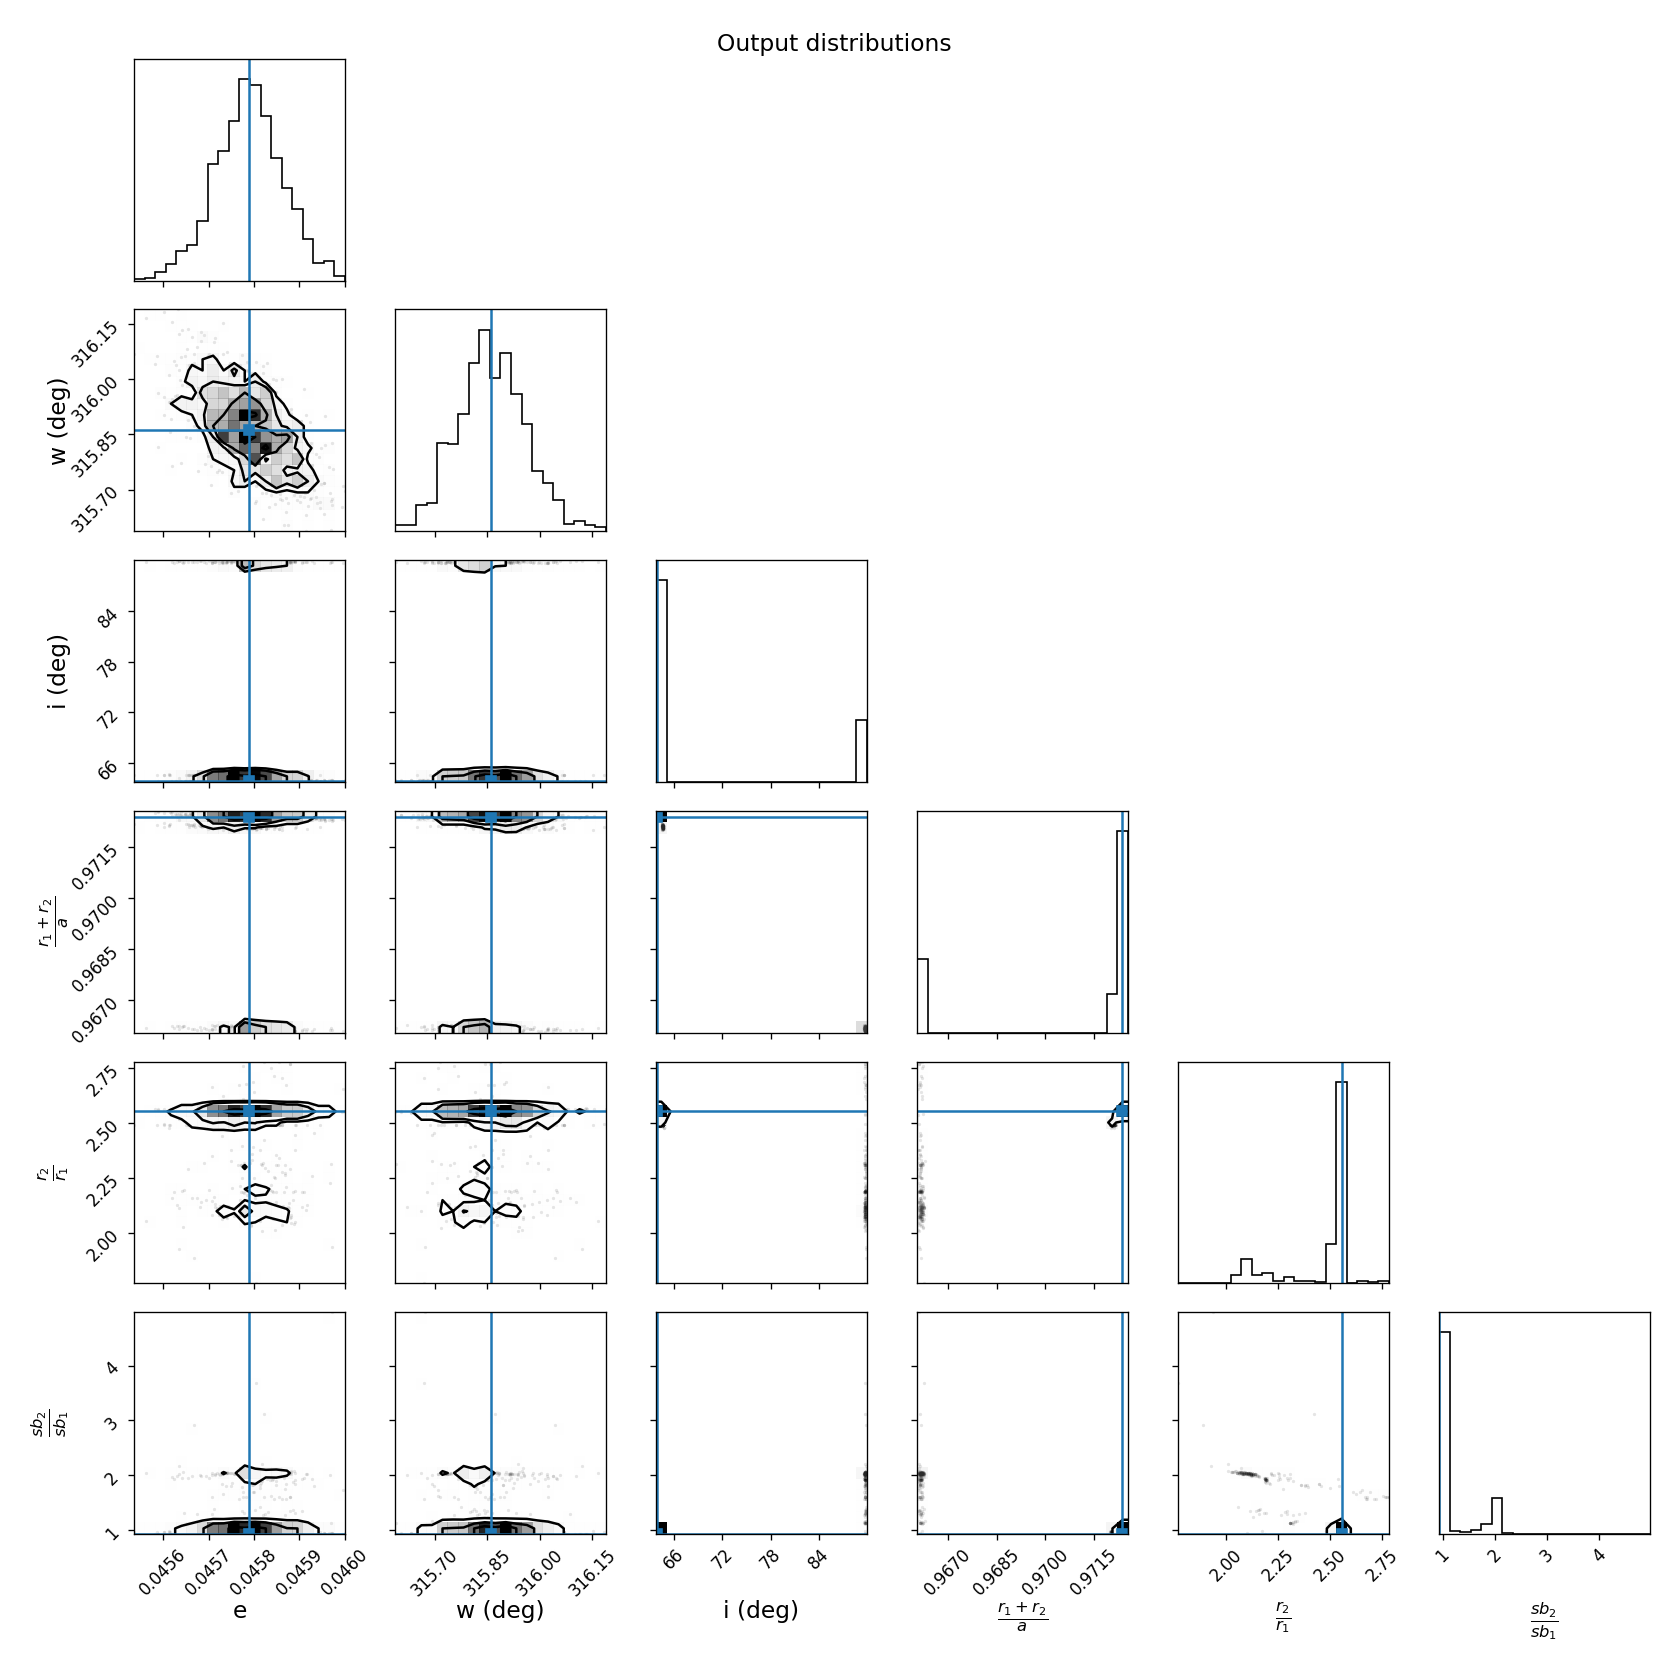 Output distributions
w (deg)
316.15
316.00
315.85
315.70
i (deg)
84
78
72
66
r₁ + r₂
a
0.9715
0.9700
0.9685
0.9670
r₂
r₁
2.75
2.50
2.25
2.00
sb₂
sb₁
4
3
2
1
0.0456 0.0457 0.0458 0.0459 0.0460
315.70 315.85 316.00 316.15
66 72 78 84
0.9670 0.9685 0.9700 0.9715
2.00 2.25 2.50 2.75
1 2 3 4
e
w (deg)
i (deg)
r₁ + r₂
a
r₂
r₁
sb₂
sb₁